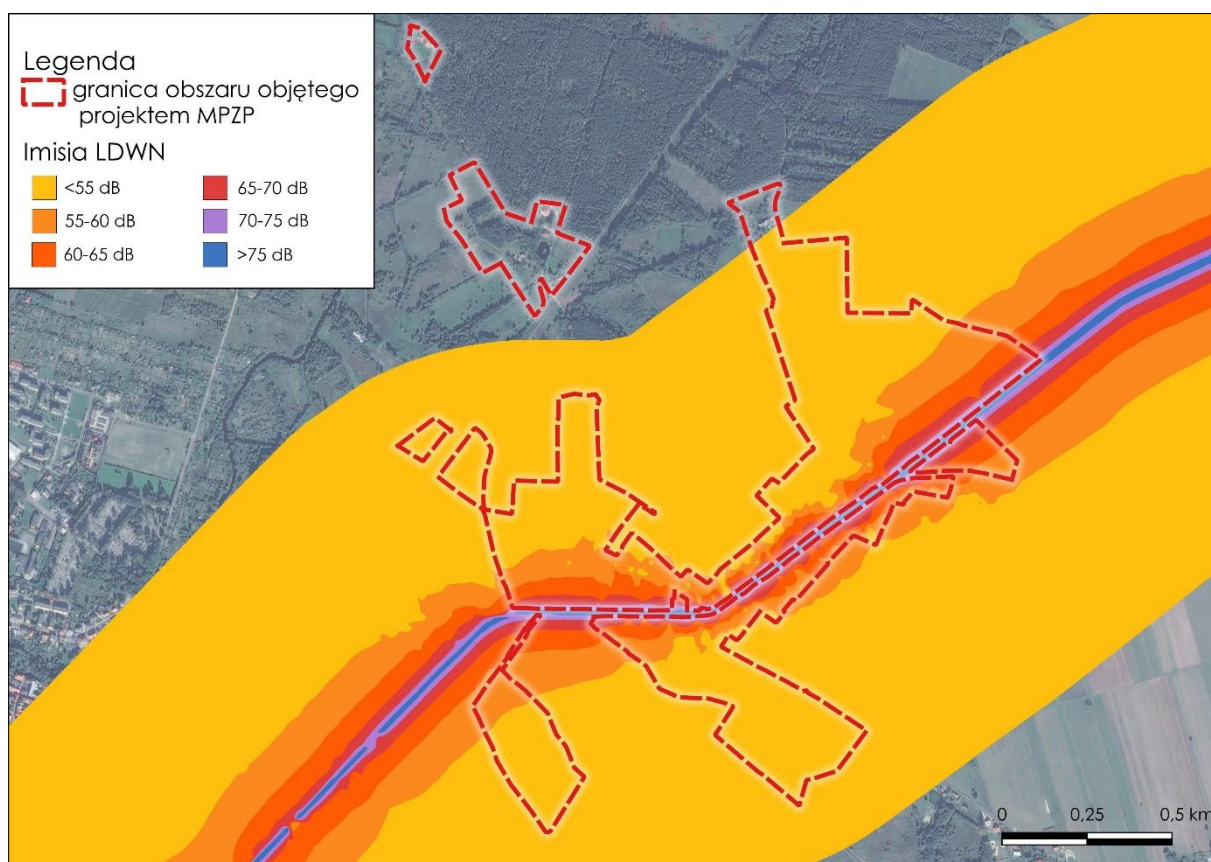 Legenda
granica obszaru objętego
projektem MPZP
Imisja LDWN
<55 dB
55-60 dB
60-65 dB
65-70 dB
70-75 dB
>75 dB
0 0,25 0,5 km